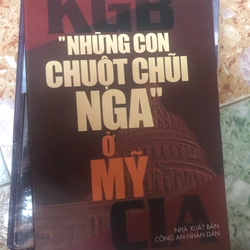 KGB
"NHỮNG CON
CHUỘT CHŨI
NGA"
Ở
MỸ
CIA
NHÀ XUẤT BẢN
CÔNG AN NHÂN DÂN